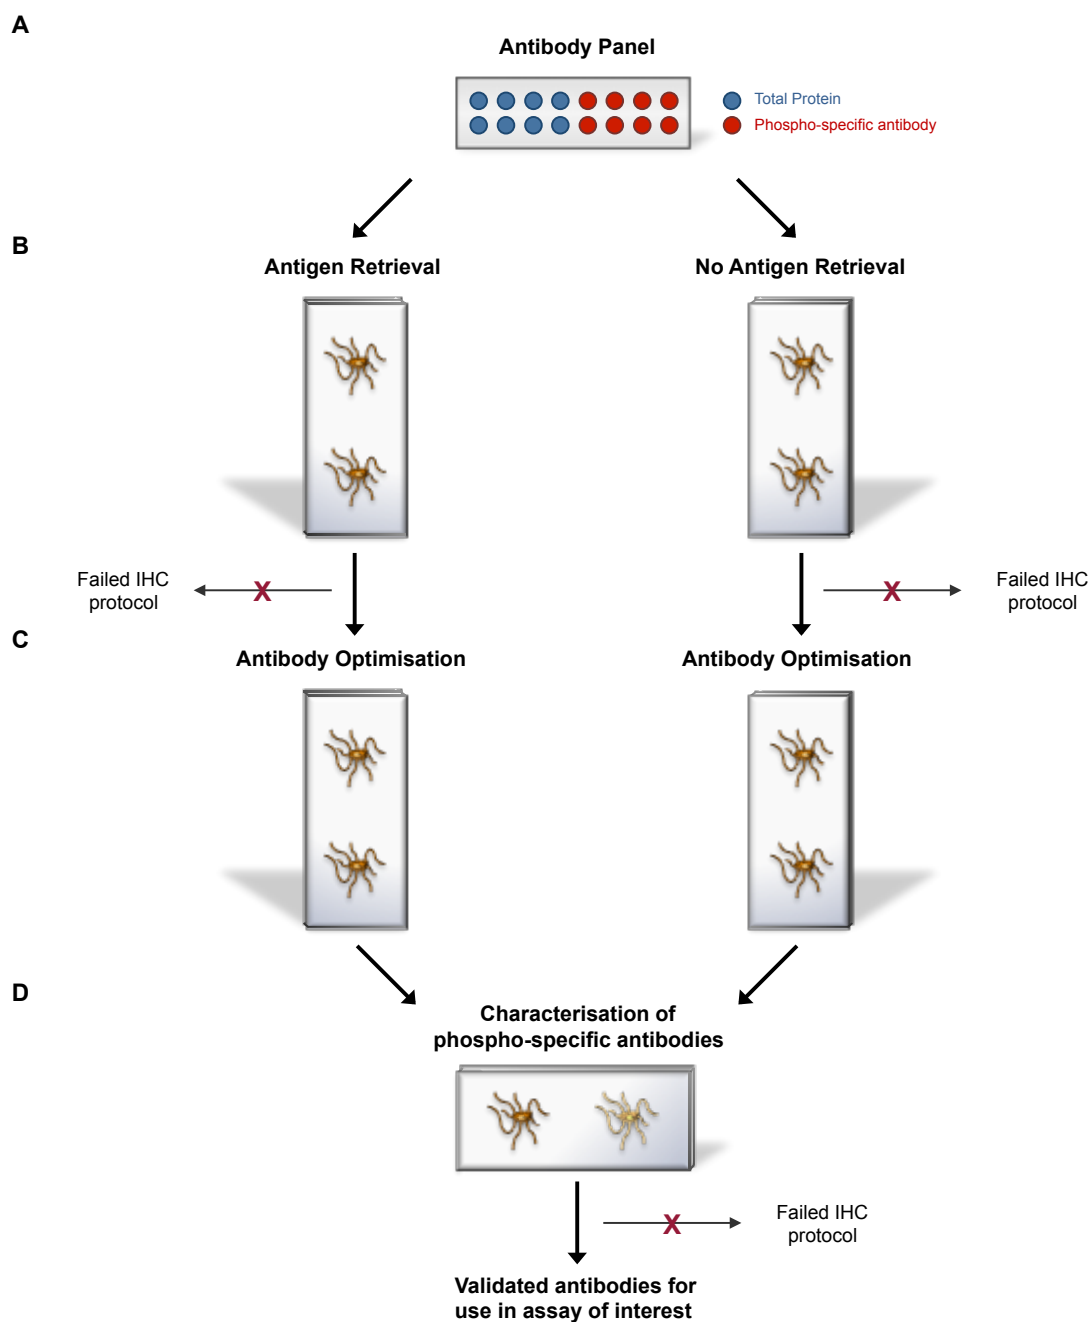 A
Antibody Panel
Total Protein
Phospho-specific antibody
B
Antigen Retrieval
No Antigen Retrieval
Failed IHC
protocol
X
X
Failed IHC
protocol
C
Antibody Optimisation
Antibody Optimisation
D
Characterisation of
phospho-specific antibodies
X
Failed IHC
protocol
Validated antibodies for
use in assay of interest